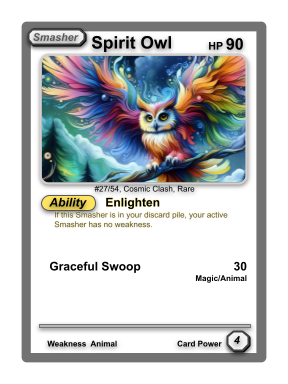 Smasher
Spirit Owl
HP 90
#27/54, Cosmic Clash, Rare
Ability Enlighten
If this Smasher is in your discard pile, your active
Smasher has no weakness.
Graceful Swoop 30
Magic/Animal
Weakness Animal Card Power 4